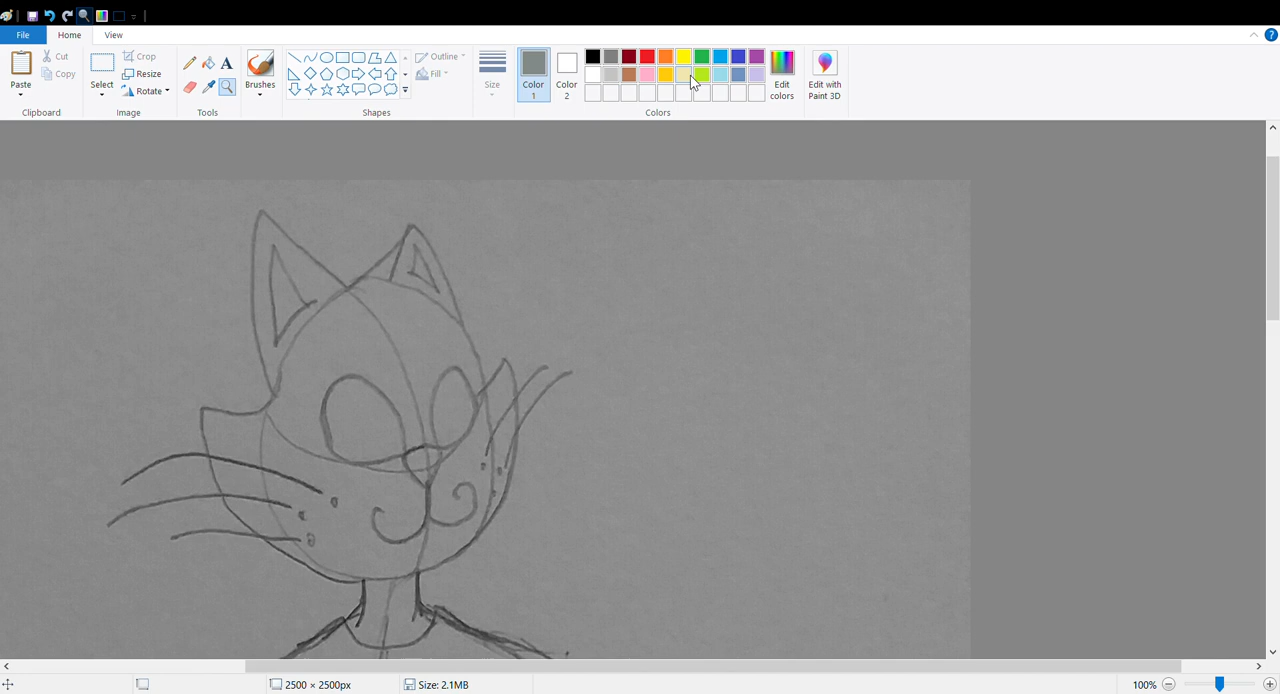 File Home View
Paste Cut Copy
Clipboard
Select Crop Resize Rotate
Image
A
Tools
Brushes
Outline Fill
Shapes
Size
Color 1
Color 2
Edit colors
Colors
Edit with Paint 3D
?
2500 × 2500px Size: 2.1MB 100%